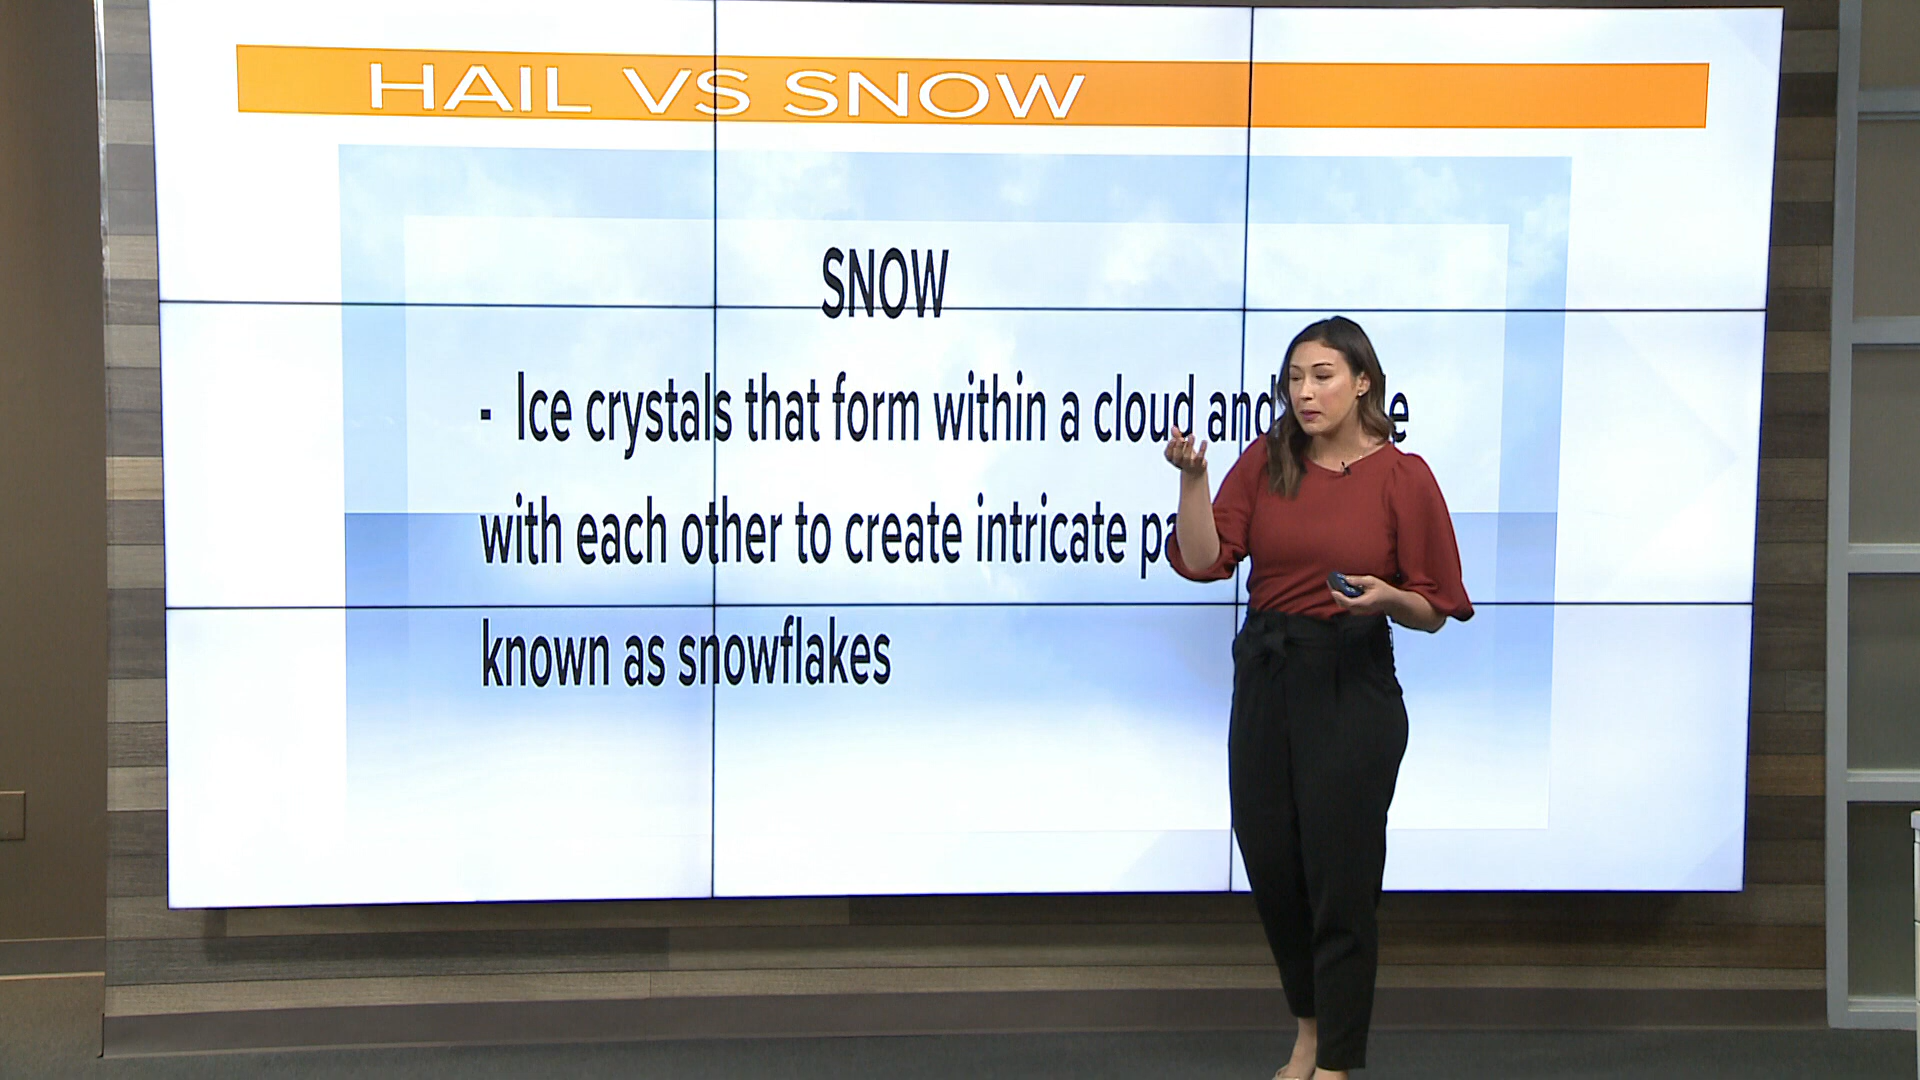 HAIL VS SNOW
SNOW
- Ice crystals that form within a cloud and
with each other to create intricate
known as snowflakes